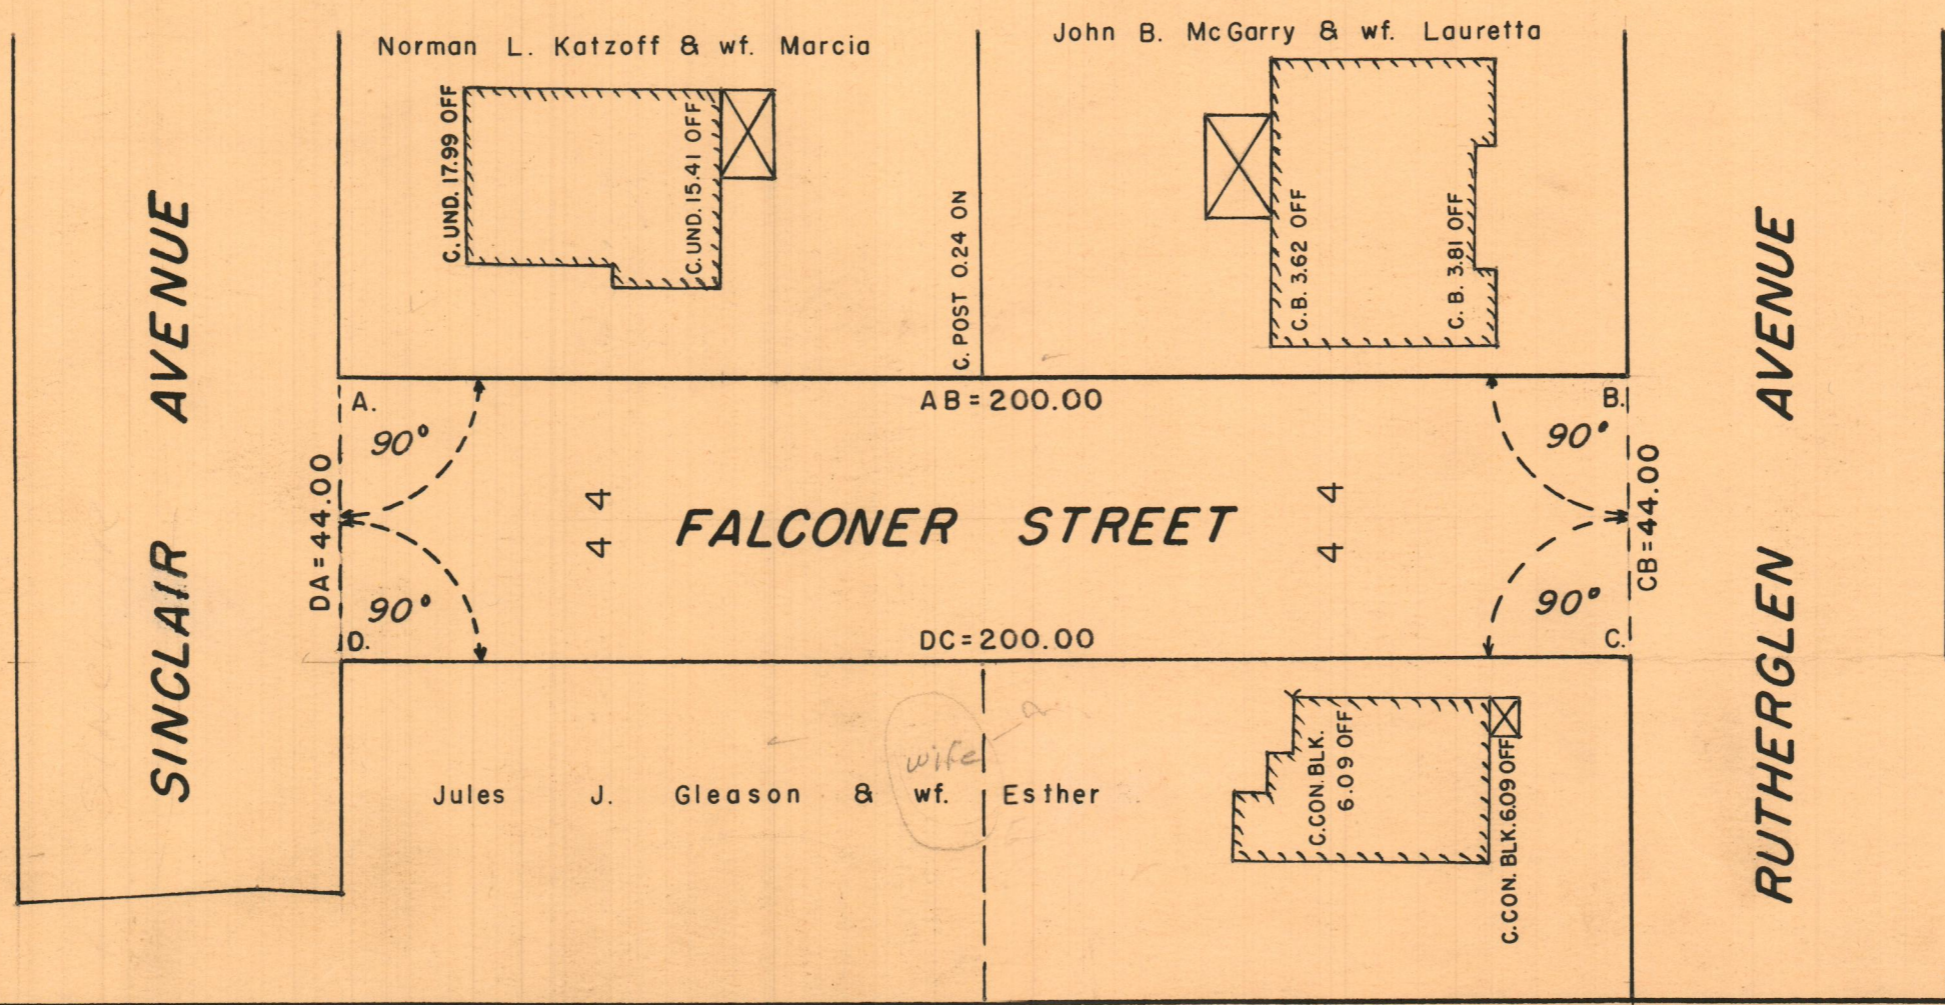 Norman L. Katzoff & wf. Marcia
John B. McGarry & wf. Lauretta
C. UND. 17.99 OFF
C. UND. 15.41 OFF
C. POST 0.24 ON
C. B. 3.62 OFF
C. B. 3.81 OFF
SINCLAIR AVENUE
RUTHERGLEN AVENUE
A.
AB = 200.00
B.
90°
90°
DA = 44.00
44
FALCONER STREET
44
CB = 44.00
90°
90°
D.
DC = 200.00
C.
wife
Jules J. Gleason & wf. Esther
C. CON. BLK.
6.09 OFF
C. CON. BLK. 6.09 OFF